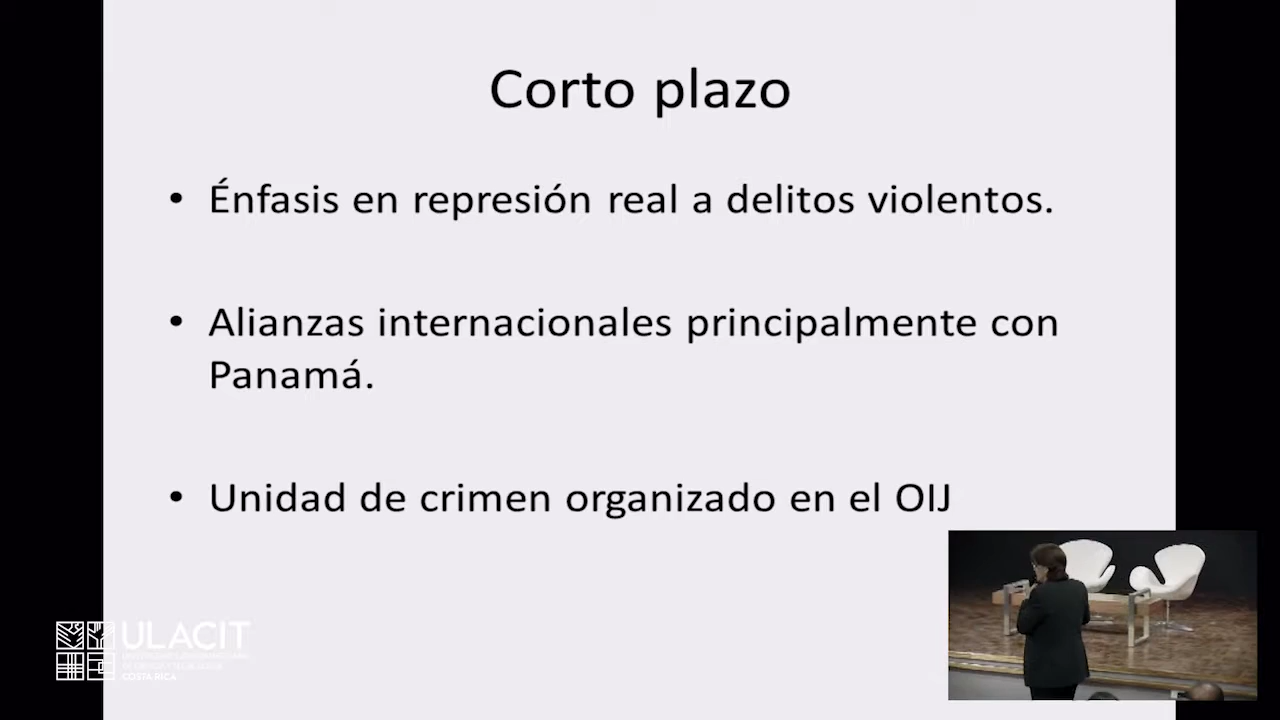 Corto plazo
• Énfasis en represión real a delitos violentos.
• Alianzas internacionales principalmente con
Panamá.
• Unidad de crimen organizado en el OIJ
ULACIT
COSTA RICA